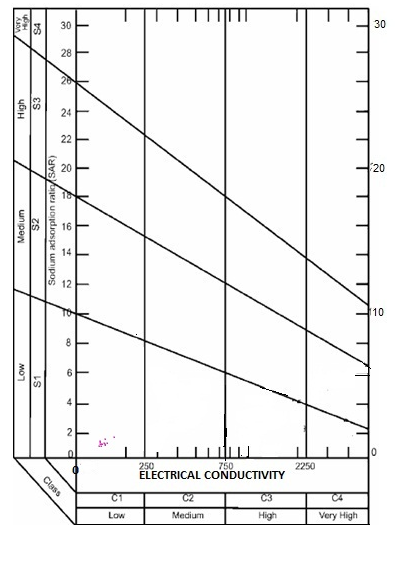 Very High
S4
High
S3
Medium
S2
Low
S1
Class
Sodium adsorption ratio (SAR)
30
28
26
24
22
20
18
16
14
12
10
8
6
4
2
0
30
20
10
0
0
250
750
2250
ELECTRICAL CONDUCTIVITY
C1 C2 C3 C4
Low Medium High Very High